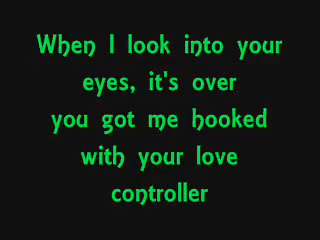 When I look into your
eyes, it's over
you got me hooked
with your love
controller